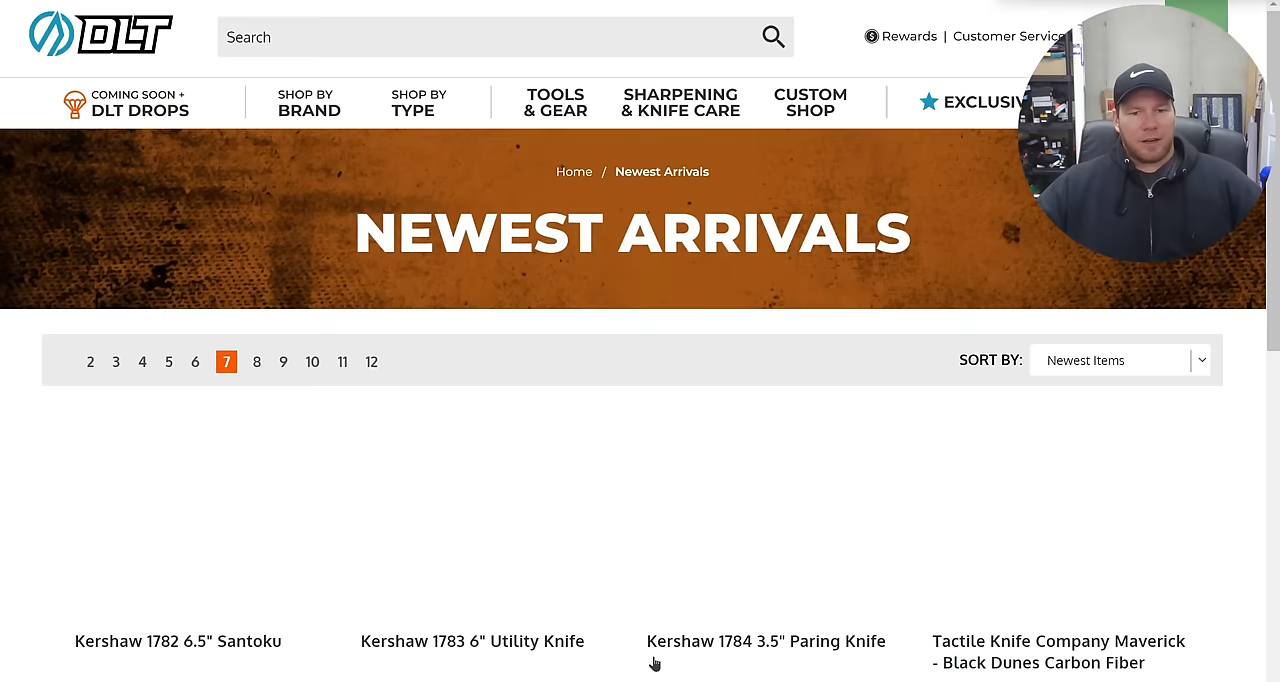 DLT
Search
Rewards | Customer Service
COMING SOON +
DLT DROPS
SHOP BY
BRAND
SHOP BY
TYPE
TOOLS
& GEAR
SHARPENING
& KNIFE CARE
CUSTOM
SHOP
Home / Newest Arrivals
NEWEST ARRIVALS
2 3 4 5 6 7 8 9 10 11 12
SORT BY: Newest Items
Kershaw 1782 6.5" Santoku
Kershaw 1783 6" Utility Knife
Kershaw 1784 3.5" Paring Knife
Tactile Knife Company Maverick
- Black Dunes Carbon Fiber